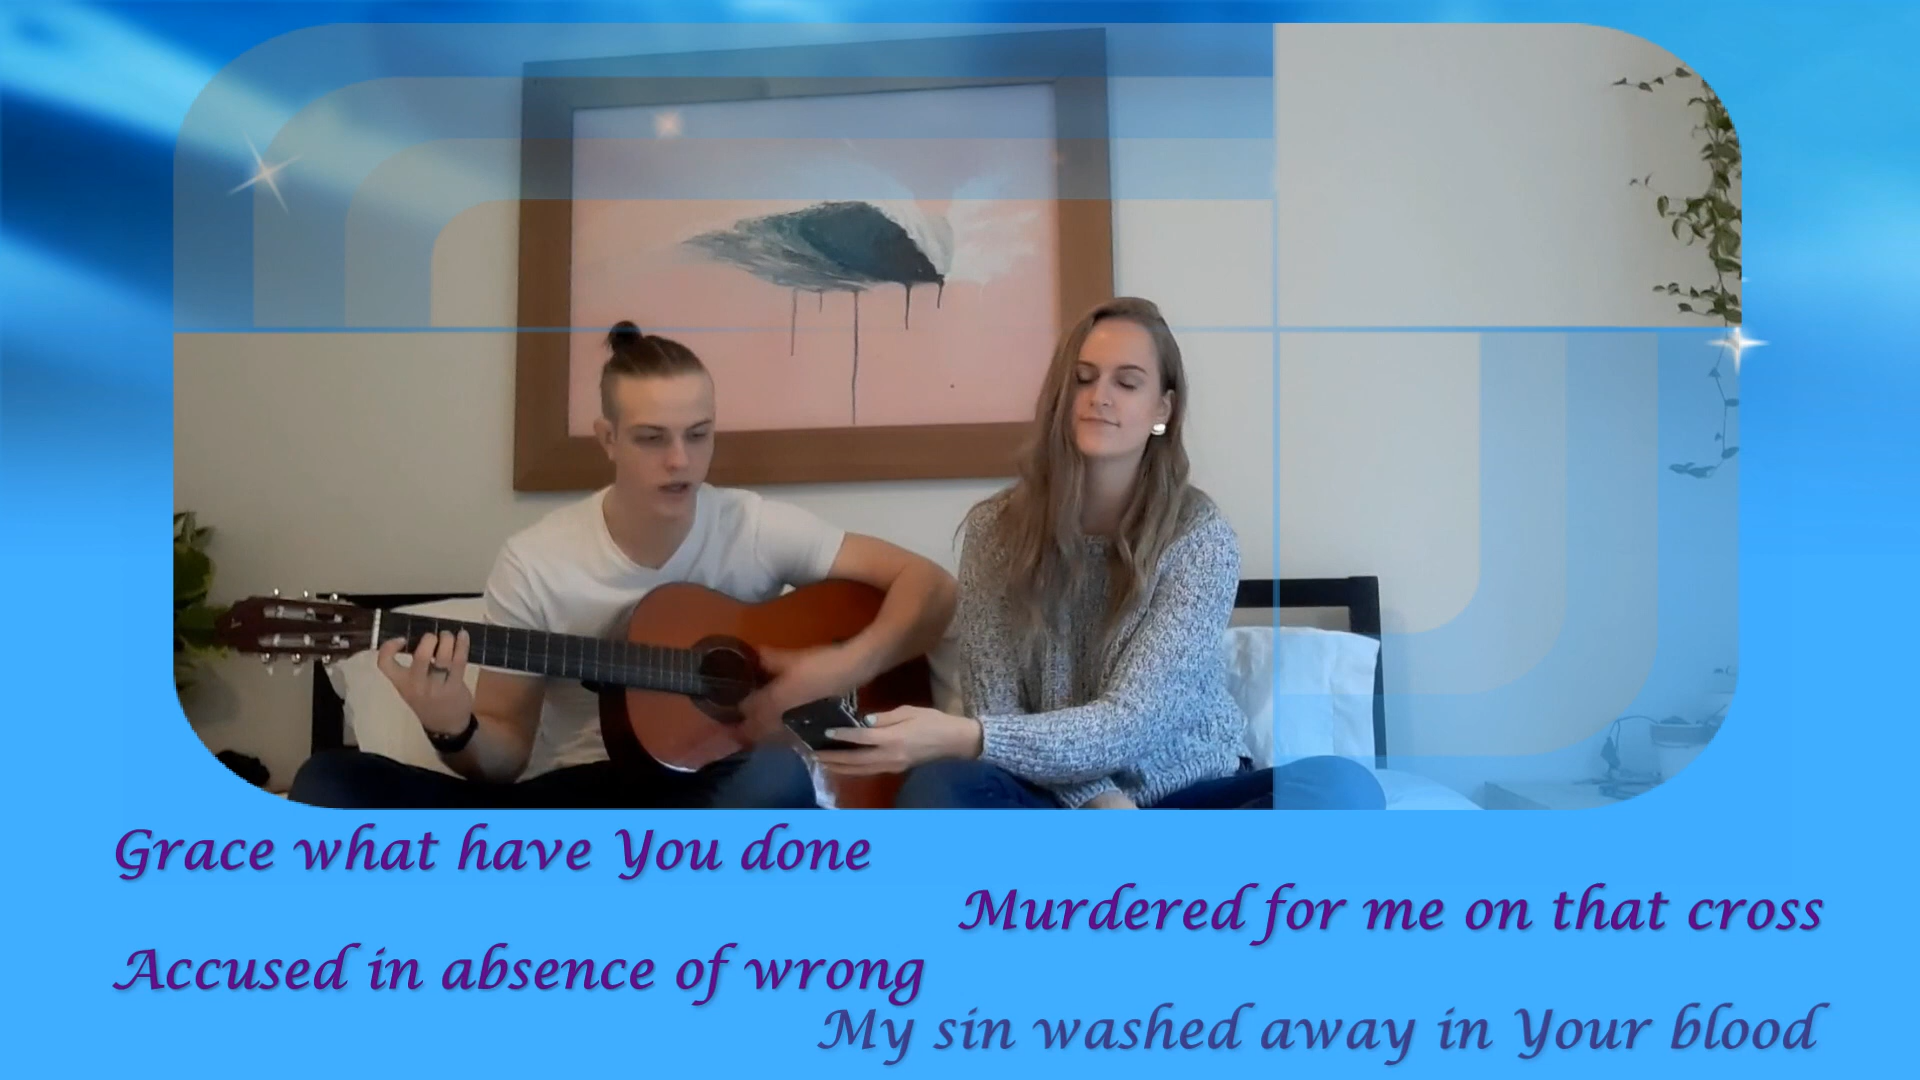 Grace what have You done
Murdered for me on that cross
Accused in absence of wrong
My sin washed away in Your blood